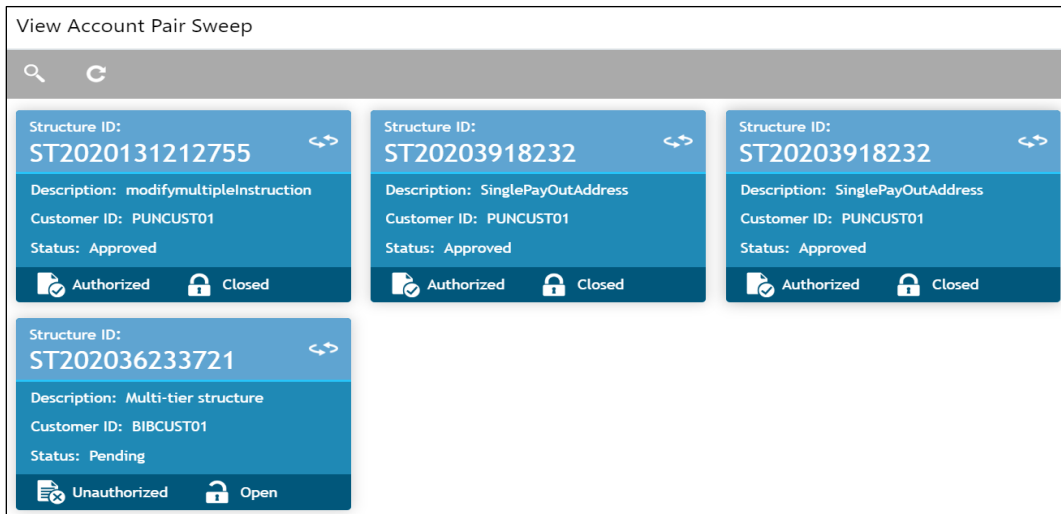 View Account Pair Sweep
Structure ID:
ST2020131212755
Description: modifymultipleInstruction
Customer ID: PUNCUST01
Status: Approved
Authorized Closed
Structure ID:
ST20203918232
Description: SinglePayOutAddress
Customer ID: PUNCUST01
Status: Approved
Authorized Closed
Structure ID:
ST20203918232
Description: SinglePayOutAddress
Customer ID: PUNCUST01
Status: Approved
Authorized Closed
Structure ID:
ST202036233721
Description: Multi-tier structure
Customer ID: BIBCUST01
Status: Pending
Unauthorized Open